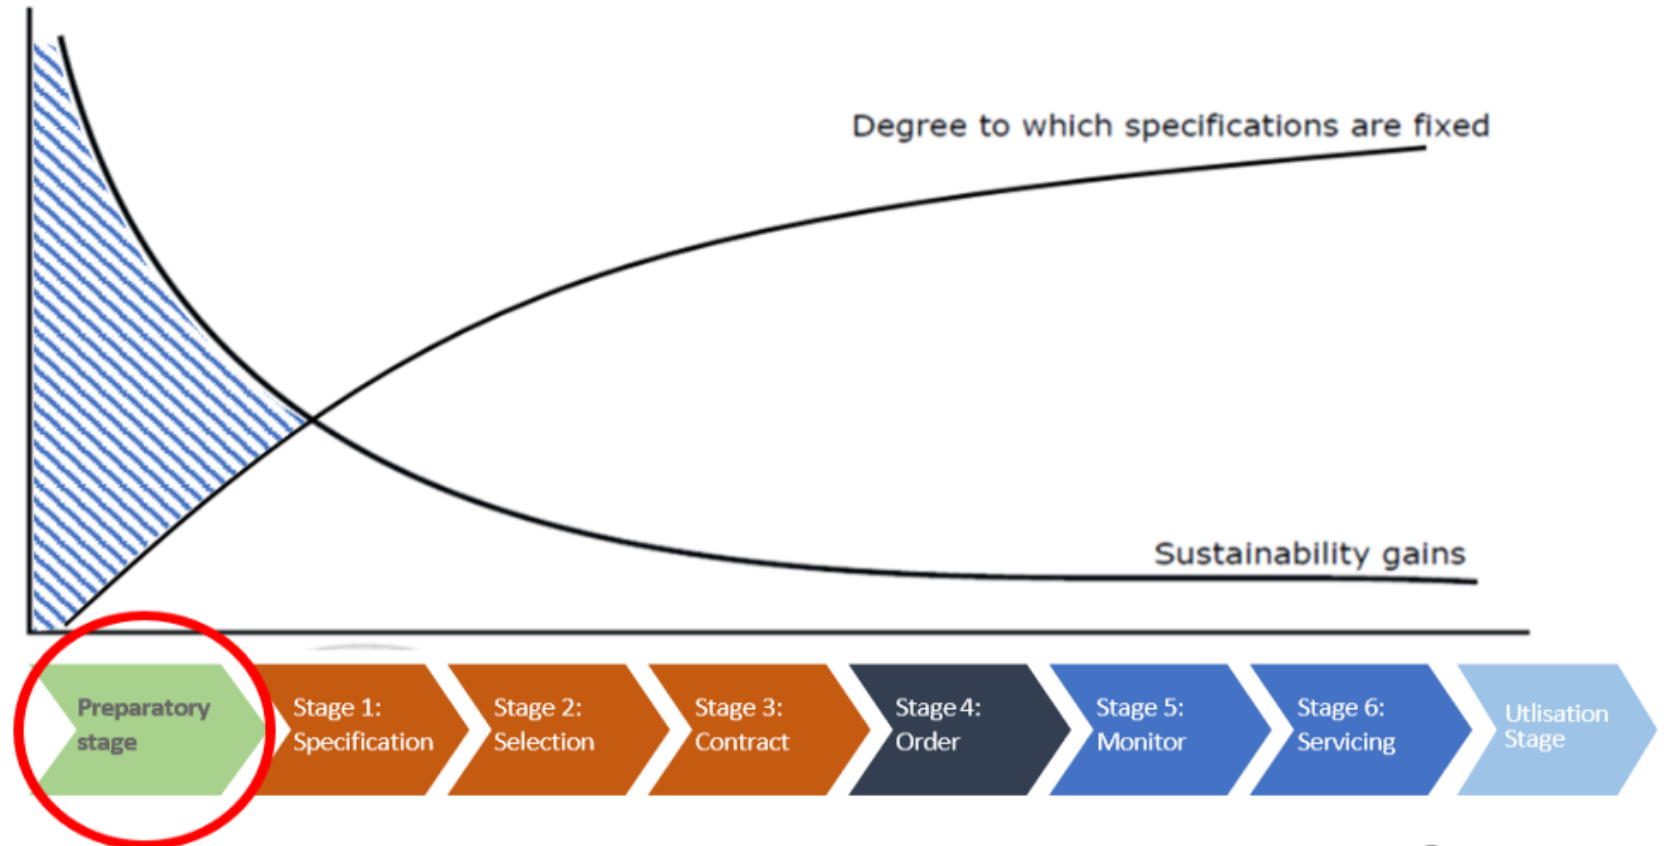 Degree to which specifications are fixed
Sustainability gains
Preparatory
stage
Stage 1:
Specification
Stage 2:
Selection
Stage 3:
Contract
Stage 4:
Order
Stage 5:
Monitor
Stage 6:
Servicing
Utlisation
Stage